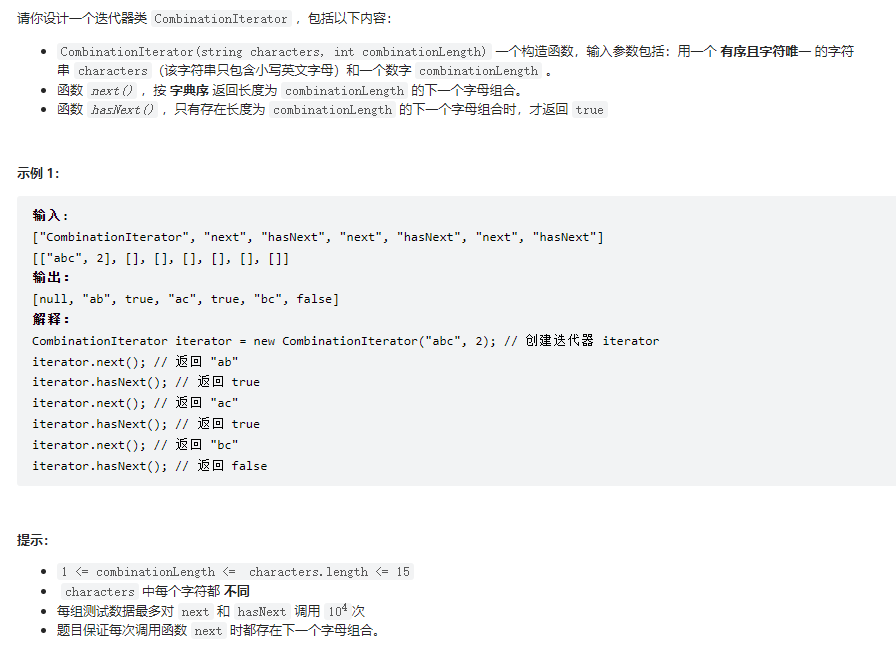 请你设计一个迭代器类 CombinationIterator ，包括以下内容：
CombinationIterator(string characters, int combinationLength) 一个构造函数，输入参数包括：用一个 有序且字符唯一 的字符
串 characters（该字符串只包含小写英文字母）和一个数字 combinationLength 。
函数 next() ，按 字典序 返回长度为 combinationLength 的下一个字母组合。
函数 hasNext() ，只有存在长度为 combinationLength 的下一个字母组合时，才返回 true
示例 1：
输入：
["CombinationIterator", "next", "hasNext", "next", "hasNext", "next", "hasNext"]
[["abc", 2], [], [], [], [], [], []]
输出：
[null, "ab", true, "ac", true, "bc", false]
解释：
CombinationIterator iterator = new CombinationIterator("abc", 2); // 创建迭代器 iterator
iterator.next(); // 返回 "ab"
iterator.hasNext(); // 返回 true
iterator.next(); // 返回 "ac"
iterator.hasNext(); // 返回 true
iterator.next(); // 返回 "bc"
iterator.hasNext(); // 返回 false
提示：
1 <= combinationLength <= characters.length <= 15
characters 中每个字符都 不同
每组测试数据最多对 next 和 hasNext 调用 10⁴ 次
题目保证每次调用函数 next 时都存在下一个字母组合。